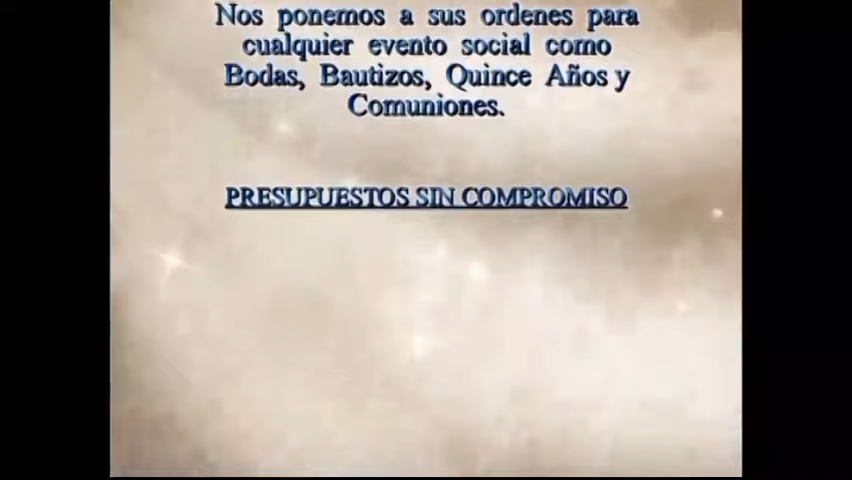 Nos ponemos a sus ordenes para
cualquier evento social como
Bodas, Bautizos, Quince Años y
Comuniones.
PRESUPUESTOS SIN COMPROMISO